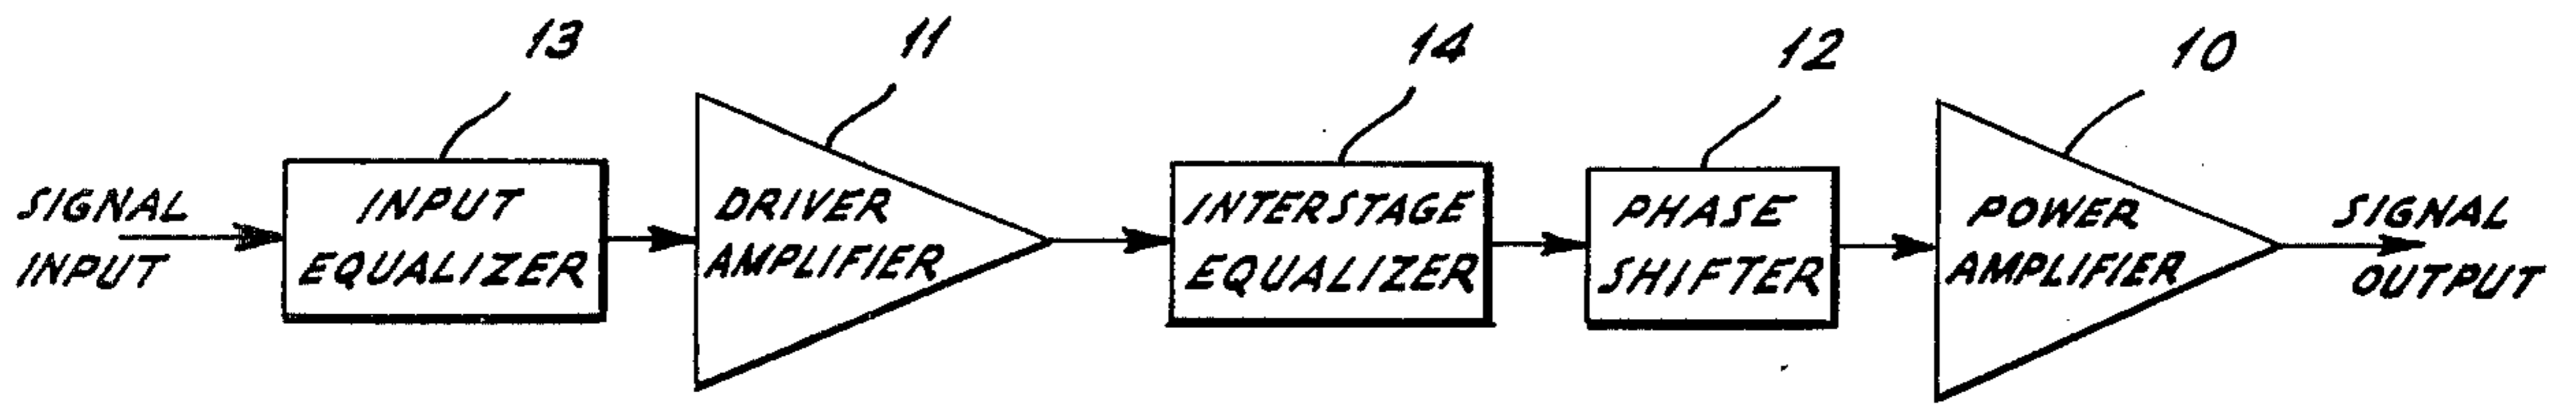 13
11
14
12
10
SIGNAL
INPUT
INPUT
EQUALIZER
DRIVER
AMPLIFIER
INTERSTAGE
EQUALIZER
PHASE
SHIFTER
POWER
AMPLIFIER
SIGNAL
OUTPUT